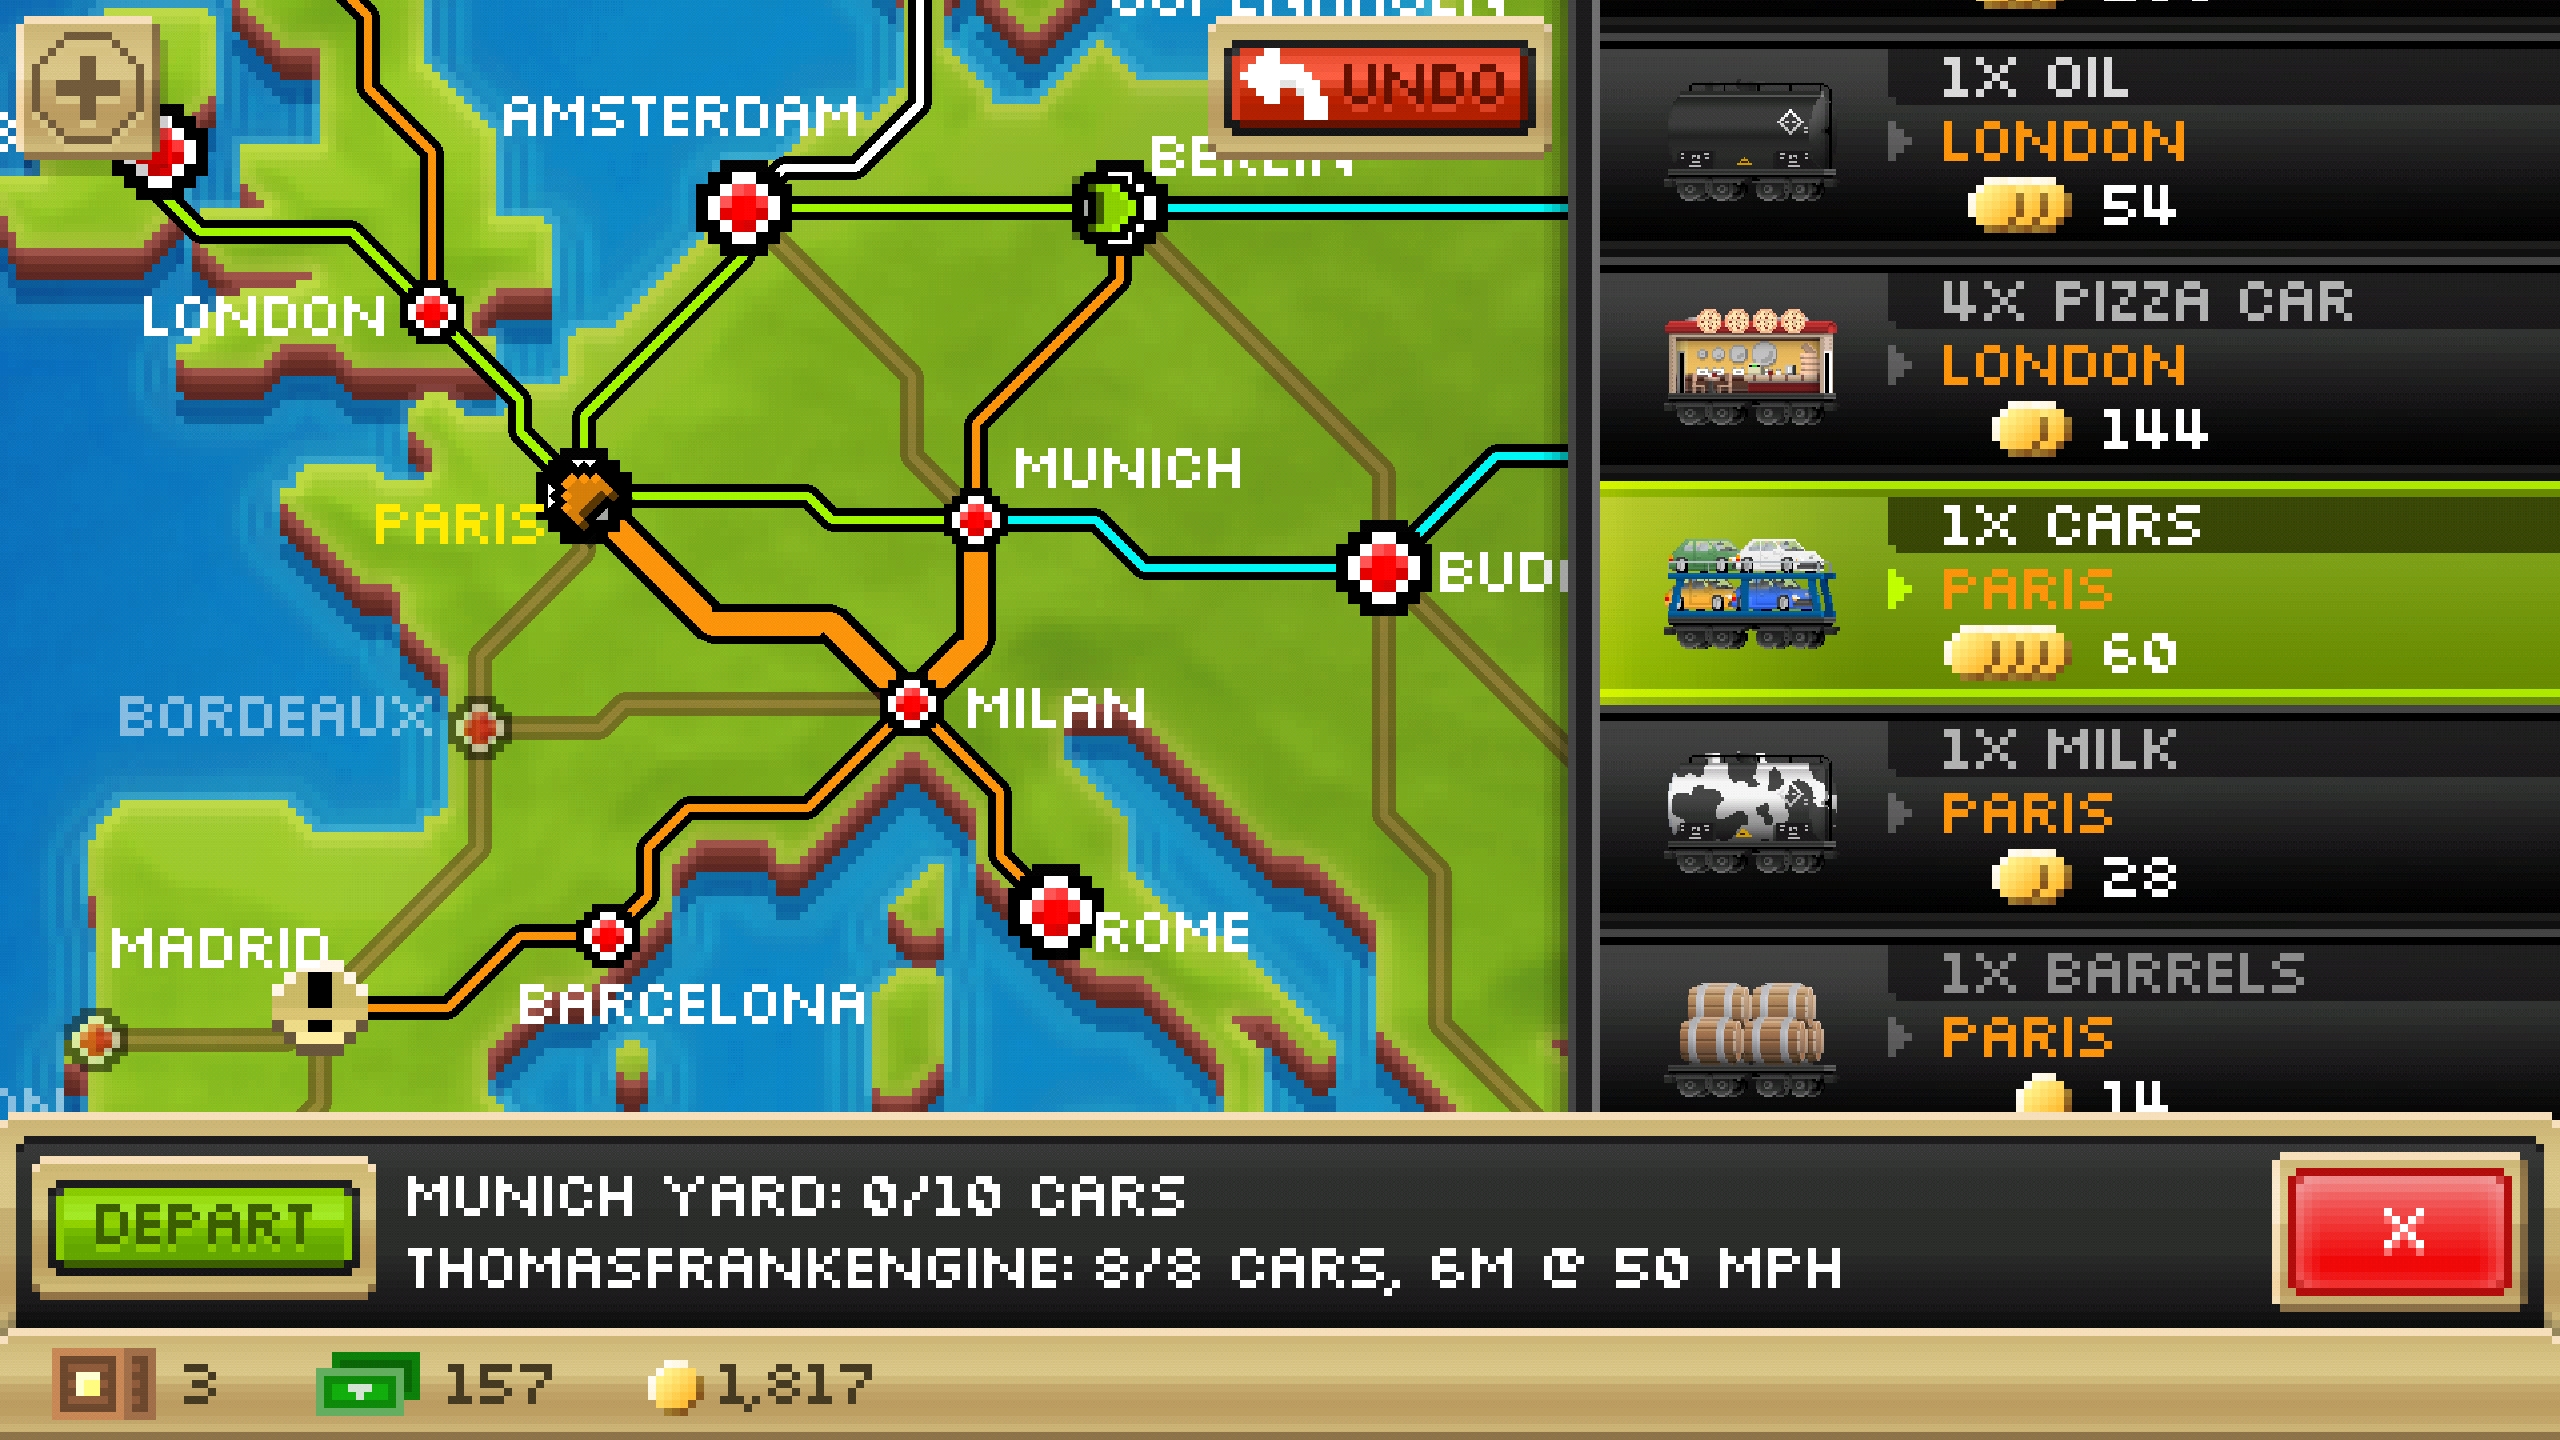 UNDO
AMSTERDAM
BERLIN
LONDON
MUNICH
PARIS
BORDEAUX
MILAN
MADRID
ROME
BARCELONA
1X OIL
LONDON
54
4X PIZZA CAR
LONDON
144
1X CARS
PARIS
60
1X MILK
PARIS
28
1X BARRELS
PARIS
14
DEPART
MUNICH YARD: 0/10 CARS
THOMASFRANKENGINE: 8/8 CARS, 6M @ 50 MPH
X
3
157
1,817